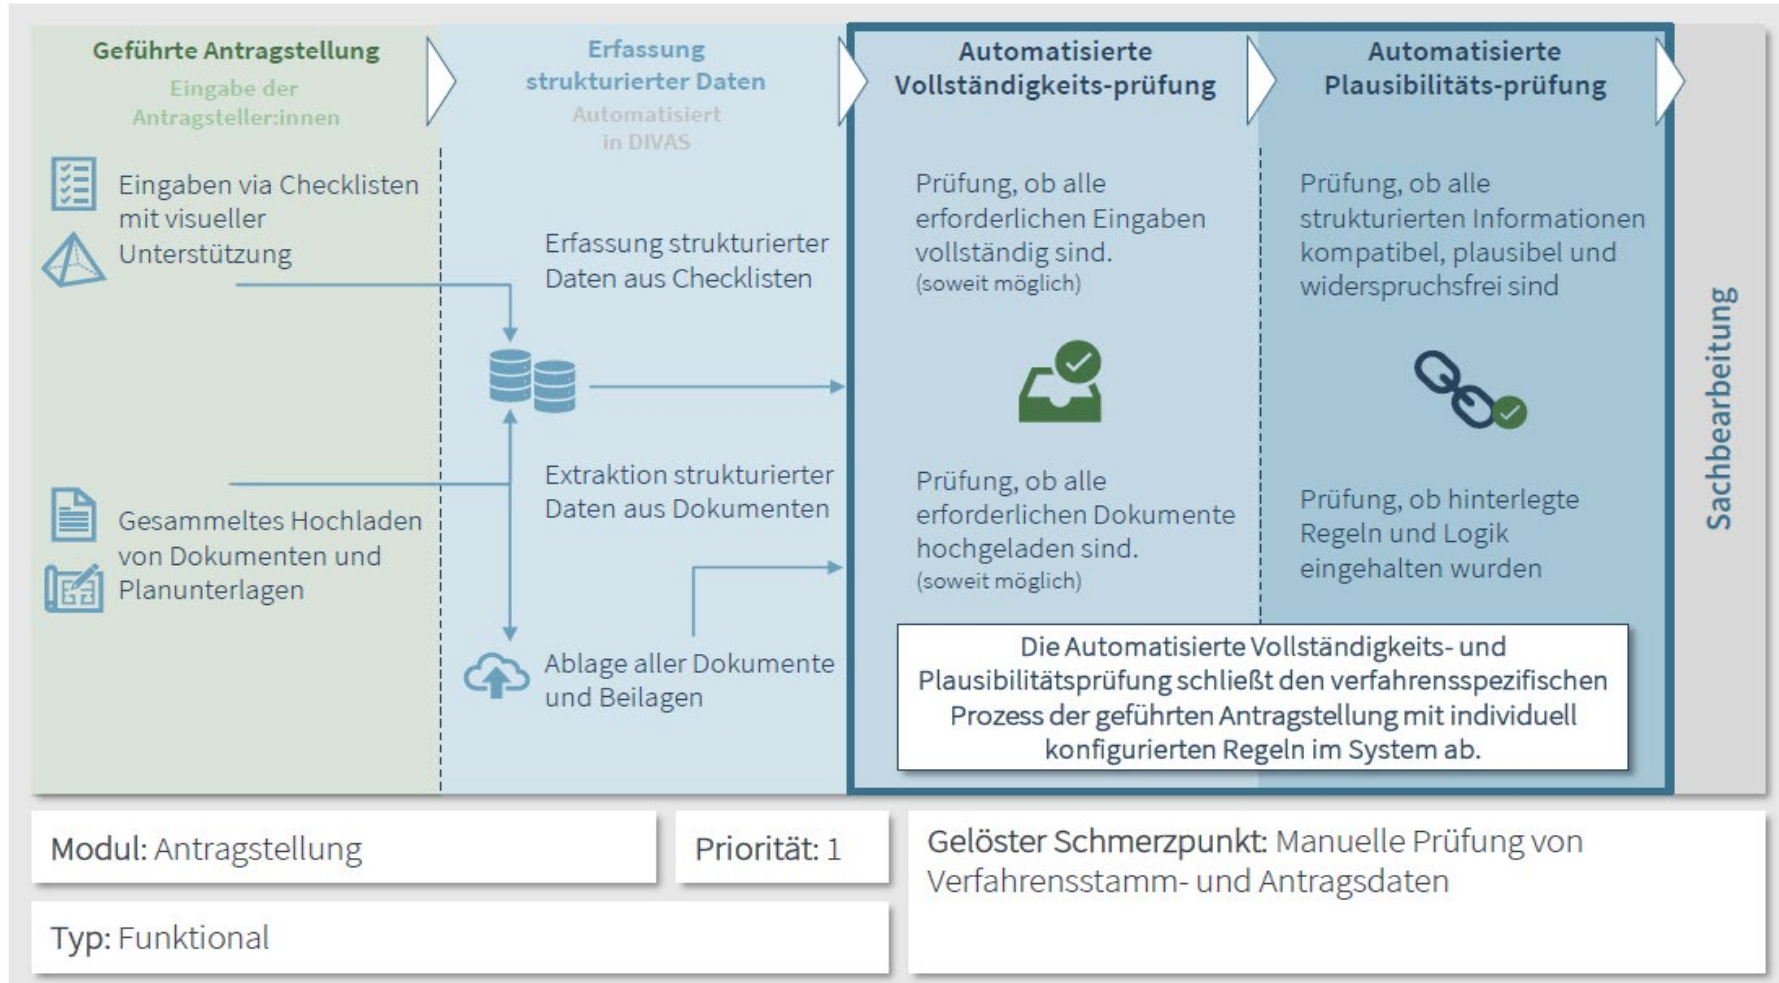 Geführte Antragstellung
Eingabe der
Antragsteller:innen
Eingaben via Checklisten
mit visueller
Unterstützung
Gesammeltes Hochladen
von Dokumenten und
Planunterlagen
Erfassung
strukturierter Daten
Automatisiert
in DIVAS
Erfassung strukturierter
Daten aus Checklisten
Extraktion strukturierter
Daten aus Dokumenten
Ablage aller Dokumente
und Beilagen
Automatisierte
Vollständigkeits-prüfung
Prüfung, ob alle
erforderlichen Eingaben
vollständig sind.
(soweit möglich)
Prüfung, ob alle
erforderlichen Dokumente
hochgeladen sind.
(soweit möglich)
Automatisierte
Plausibilitäts-prüfung
Prüfung, ob alle
strukturierten Informationen
kompatibel, plausibel und
widerspruchsfrei sind
Prüfung, ob hinterlegte
Regeln und Logik
eingehalten wurden
Die Automatisierte Vollständigkeits- und
Plausibilitätsprüfung schließt den verfahrensspezifischen
Prozess der geführten Antragstellung mit individuell
konfigurierten Regeln im System ab.
Sachbearbeitung
Modul: Antragstellung
Priorität: 1
Typ: Funktional
Gelöster Schmerzpunkt: Manuelle Prüfung von
Verfahrensstamm- und Antragsdaten